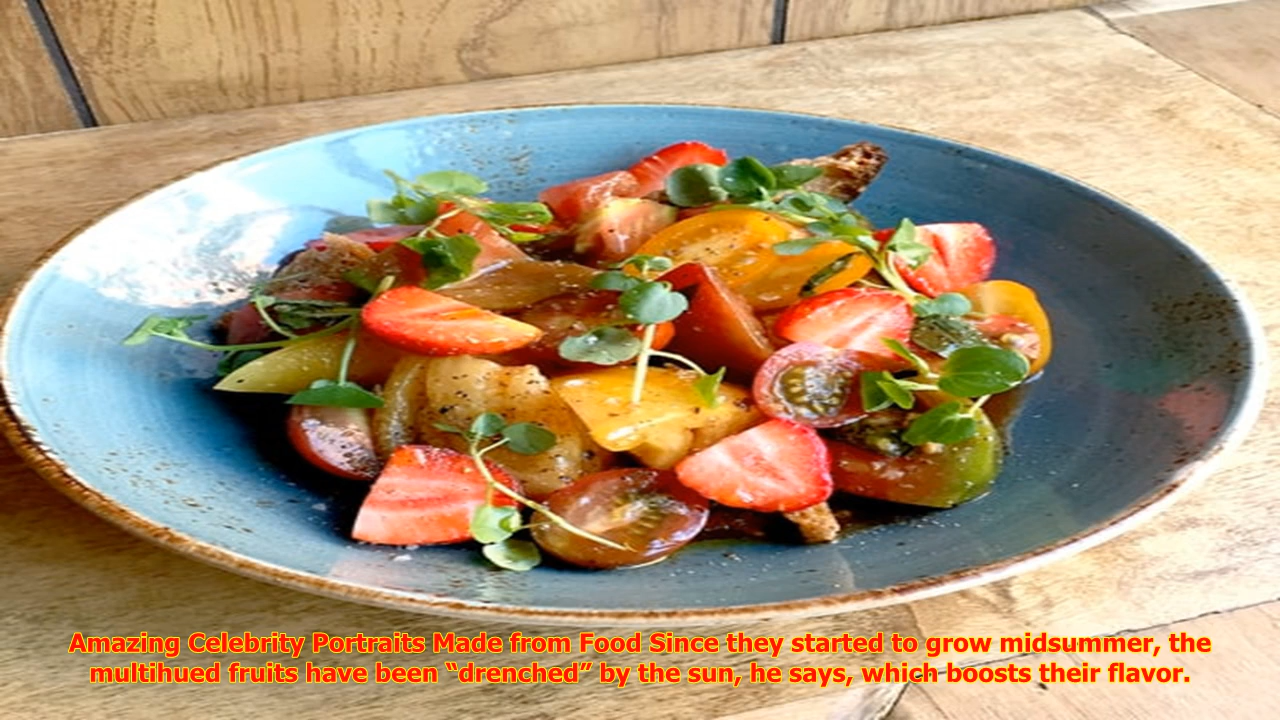 Amazing Celebrity Portraits Made from Food Since they started to grow midsummer, the
multihued fruits have been “drenched” by the sun, he says, which boosts their flavor.